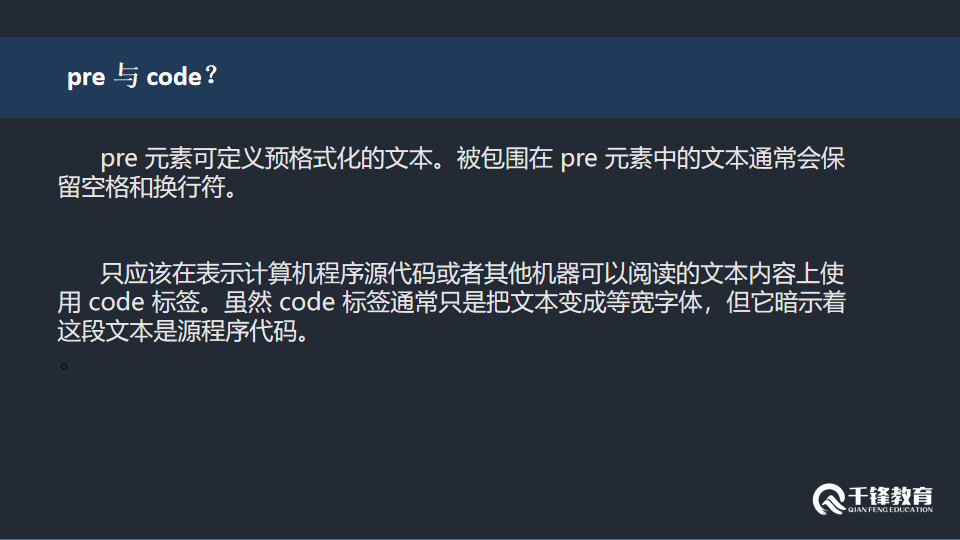 pre 与 code？
pre 元素可定义预格式化的文本。被包围在 pre 元素中的文本通常会保
留空格和换行符。
只应该在表示计算机程序源代码或者其他机器可以阅读的文本内容上使
用 code 标签。虽然 code 标签通常只是把文本变成等宽字体，但它暗示着
这段文本是源程序代码。
。
千锋教育
QIAN FENG EDUCATION